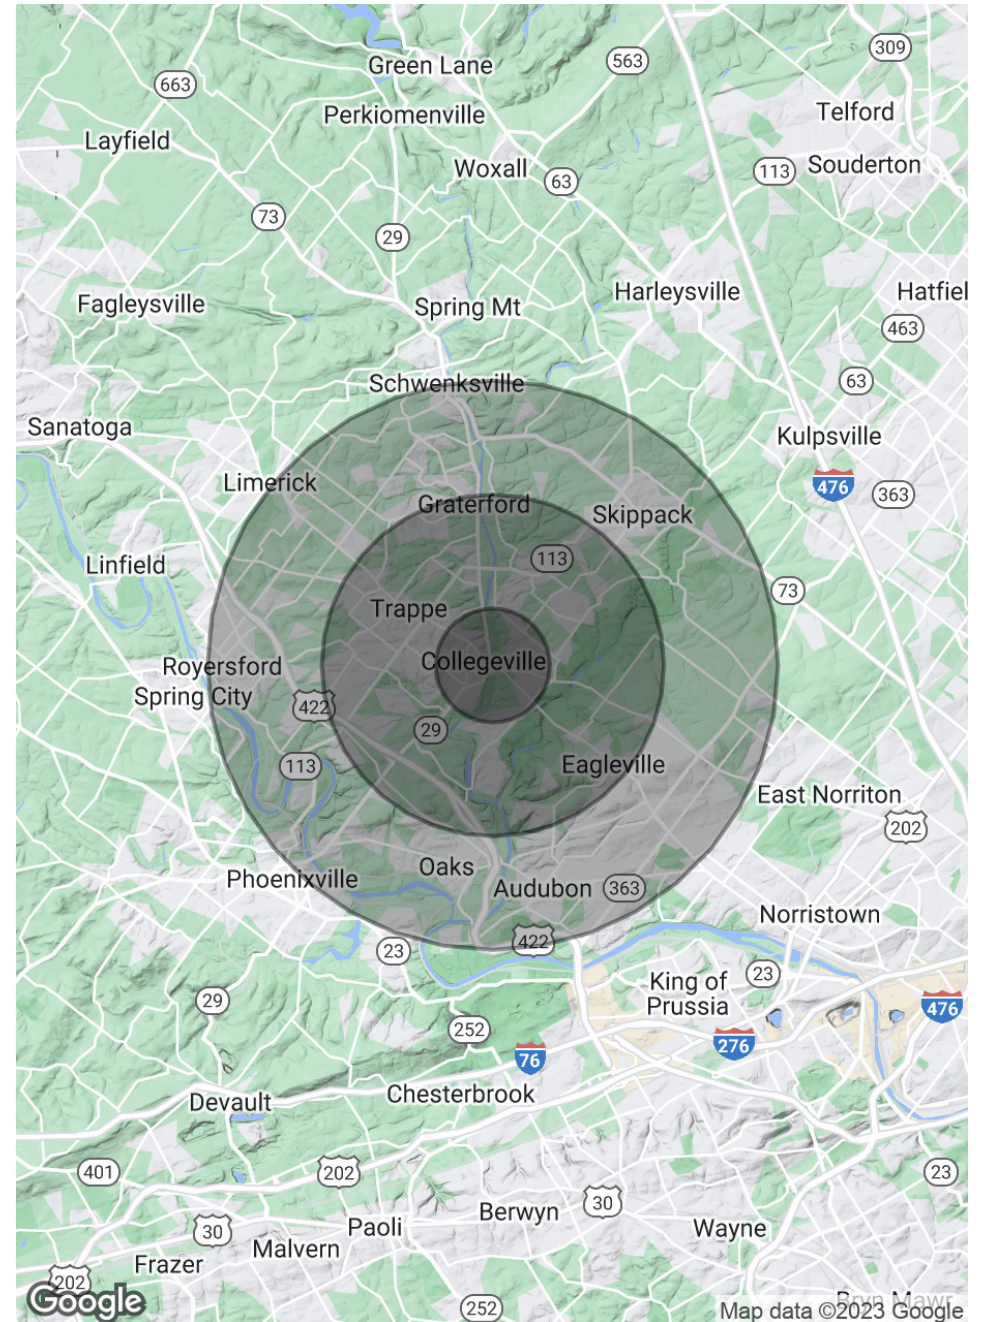 309
563
Green Lane
663
Perkiomenville
Telford
Layfield
Woxall
113
Souderton
63
73
29
Harleysville
Hatfiel
Fagleysville
Spring Mt
463
63
Schwenksville
Sanatoga
Kulpsville
Limerick
476
363
Graterford
Skippack
113
Linfield
73
Trappe
Collegeville
Royersford
Spring City
422
29
113
Eagleville
East Norriton
202
Oaks
Phoenixville
Audubon
363
Norristown
422
23
23
King of
Prussia
29
476
252
276
76
Chesterbrook
Devault
401
202
23
30
Berwyn
30
Paoli
Wayne
Malvern
Frazer
202
Google
252
Bryn Mawr
Map data ©2023 Google